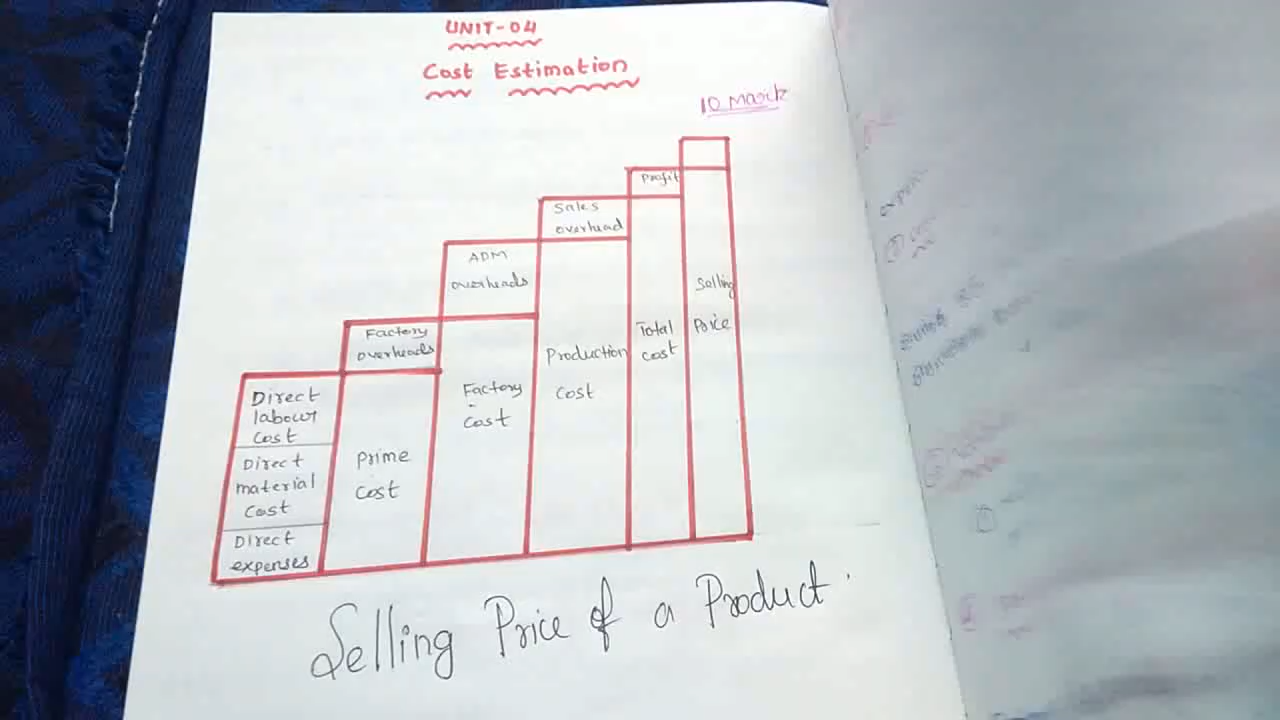 UNIT-04
Cost Estimation
10 Mark
Profit
Sales
overhead
ADM
overheads
Factory
overheads
Direct
labour
cost
Direct
material
cost
Direct
expenses
Prime
cost
Factory
cost
Production
cost
Total
cost
Selling
Price
Selling Price of a Product.